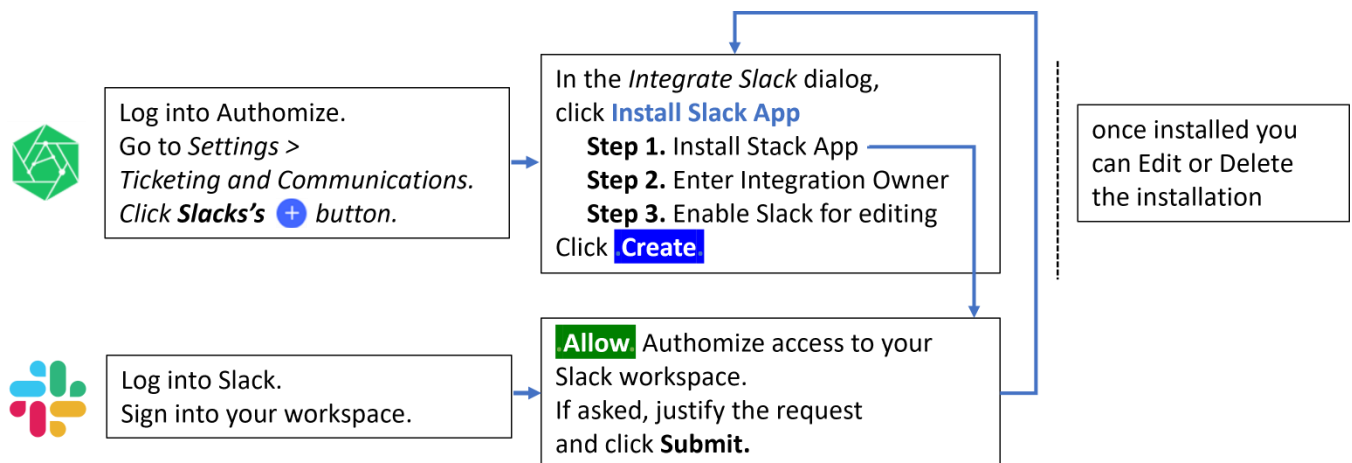 Log into Authomize.
Go to Settings >
Ticketing and Communications.
Click Slacks's + button.
In the Integrate Slack dialog,
click Install Slack App
Step 1. Install Stack App
Step 2. Enter Integration Owner
Step 3. Enable Slack for editing
Click .Create.
once installed you
can Edit or Delete
the installation
Log into Slack.
Sign into your workspace.
.Allow. Authomize access to your
Slack workspace.
If asked, justify the request
and click Submit.